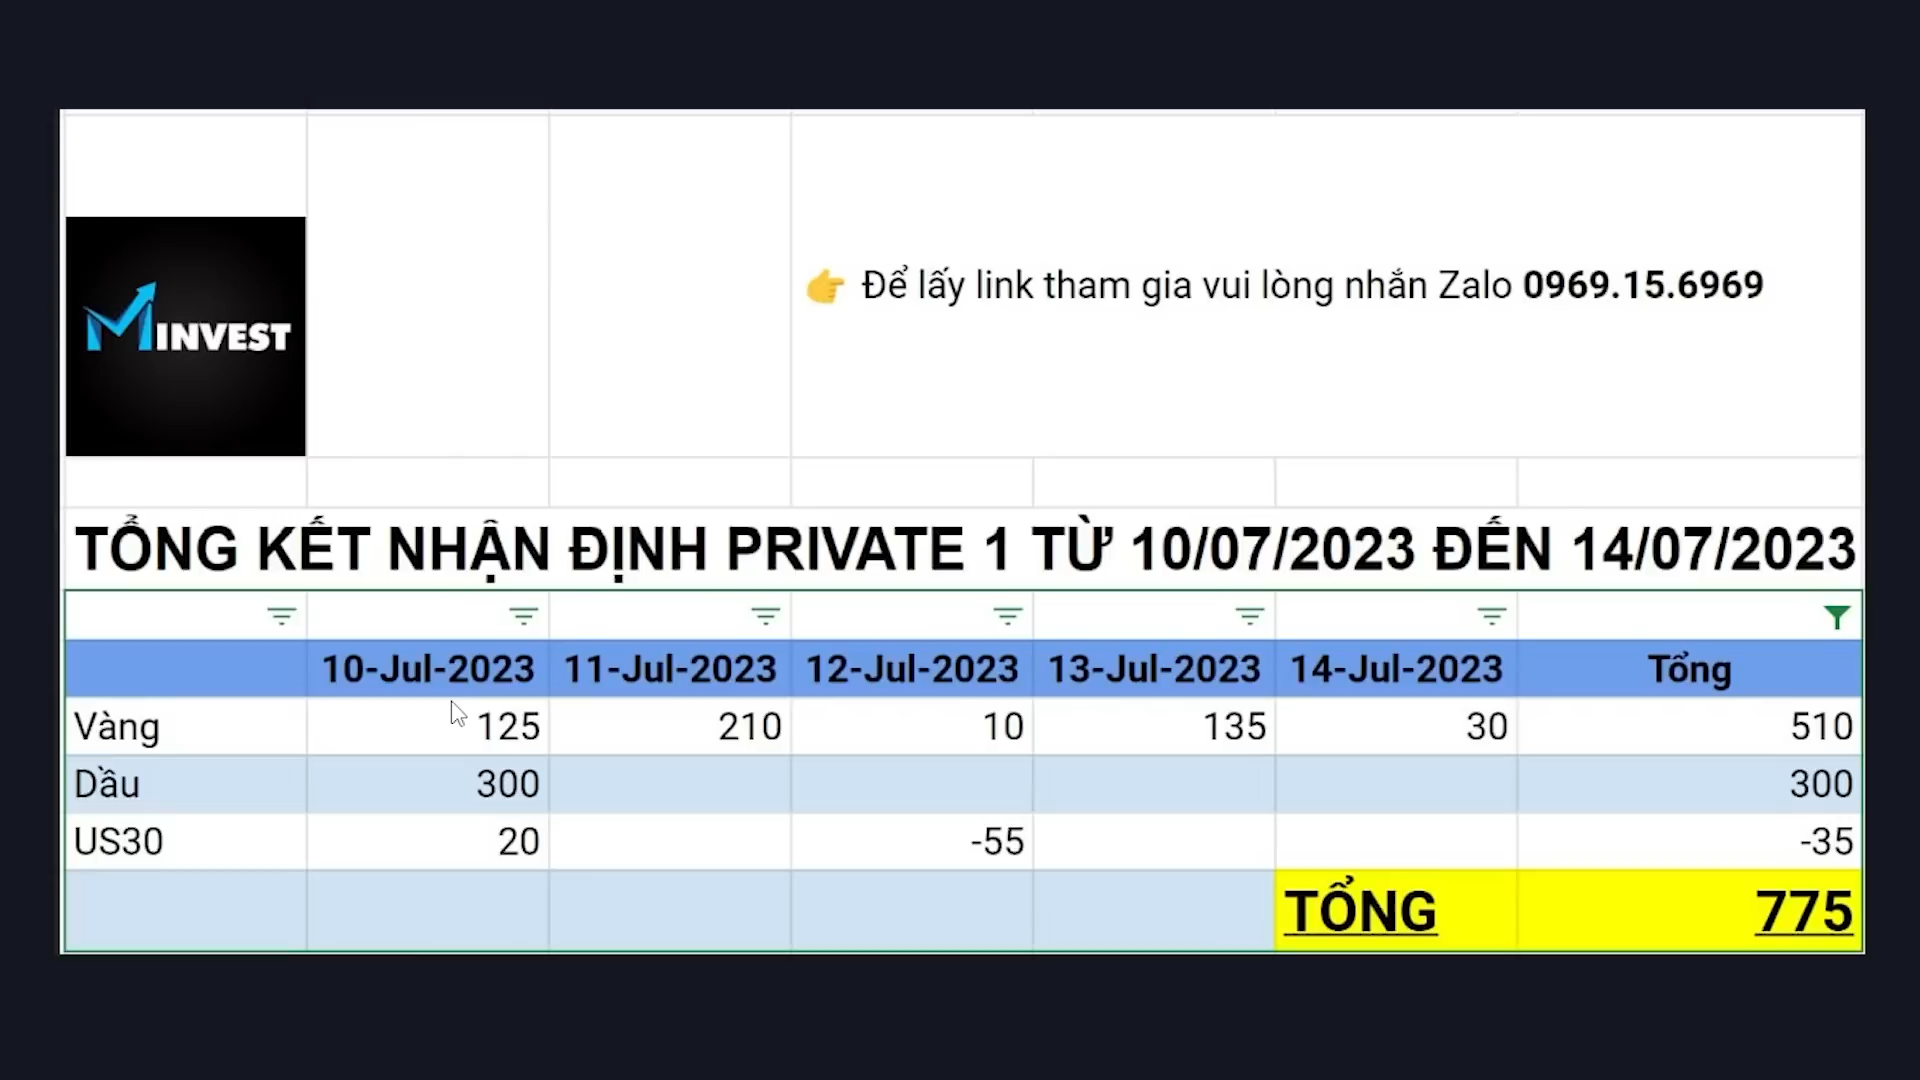 👉 Để lấy link tham gia vui lòng nhắn Zalo 0969.15.6969
MINVEST
TỔNG KẾT NHẬN ĐỊNH PRIVATE 1 TỪ 10/07/2023 ĐẾN 14/07/2023
10-Jul-2023 11-Jul-2023 12-Jul-2023 13-Jul-2023 14-Jul-2023 Tổng
Vàng 125 210 10 135 30 510
Dầu 300 300
US30 20 -55 -35
TỔNG 775